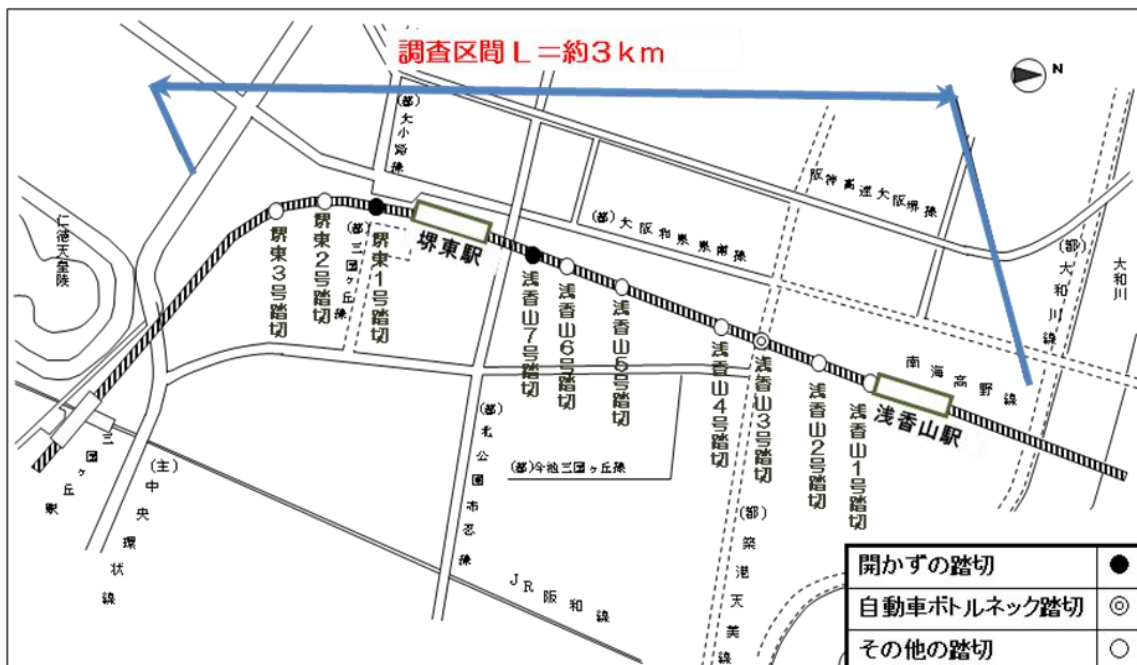 調査区間L=約3km
N
(都)大小路線
阪神高速大阪堺線
(都)大阪和泉泉南線
(都)大和川線
大和川
仁徳天皇陵
堺東3号踏切
堺東2号踏切
(都)三国ヶ丘線
堺東1号踏切
堺東駅
浅香山7号踏切
浅香山6号踏切
浅香山5号踏切
浅香山4号踏切
浅香山3号踏切
浅香山2号踏切
浅香山1号踏切
浅香山駅
南海高野線
三国ヶ丘駅
(主)中央環状線
(都)北公園布忍線
(都)今池三国ヶ丘線
(都)築港天美線
JR阪和線
開かずの踏切 ●
自動車ボトルネック踏切 ◎
その他の踏切 ○